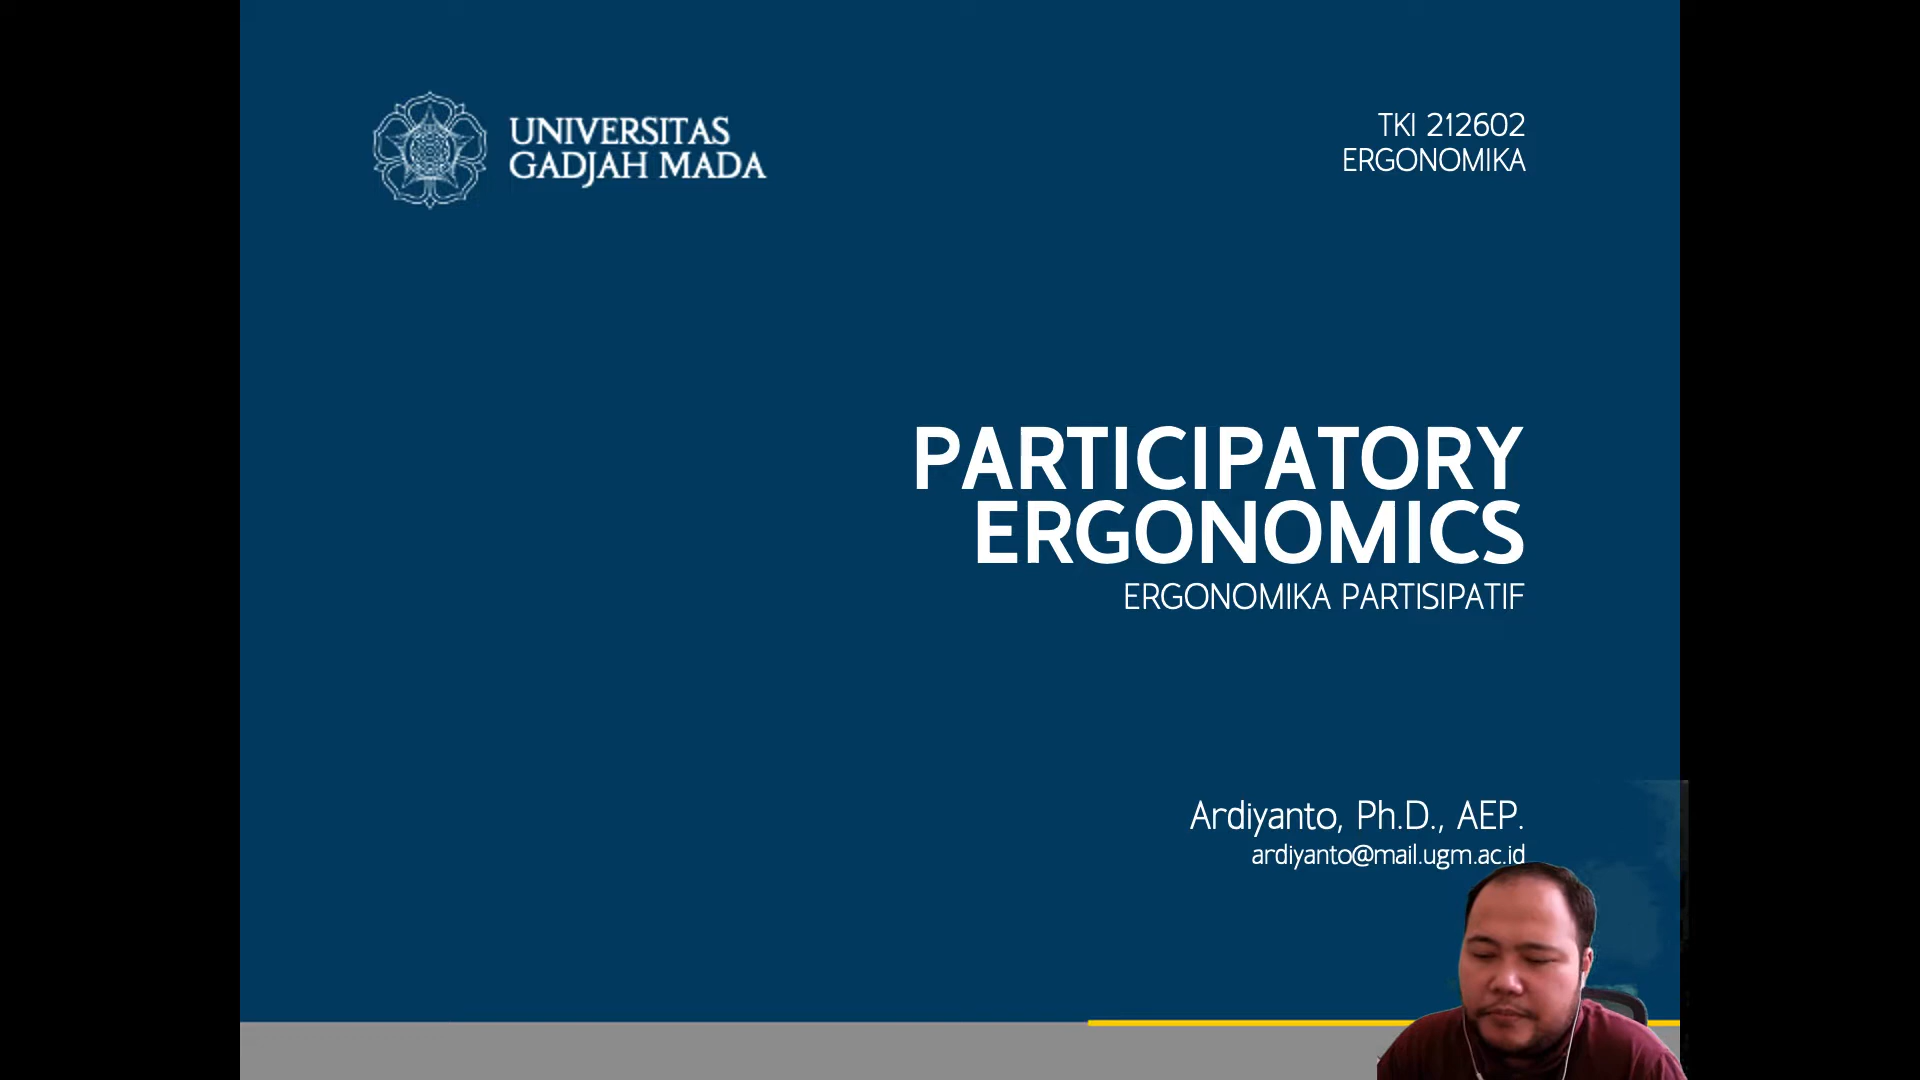 UNIVERSITAS
GADJAH MADA
TKI 212602
ERGONOMIKA
PARTICIPATORY
ERGONOMICS
ERGONOMIKA PARTISIPATIF
Ardiyanto, Ph.D., AEP.
ardiyanto@mail.ugm.ac.id